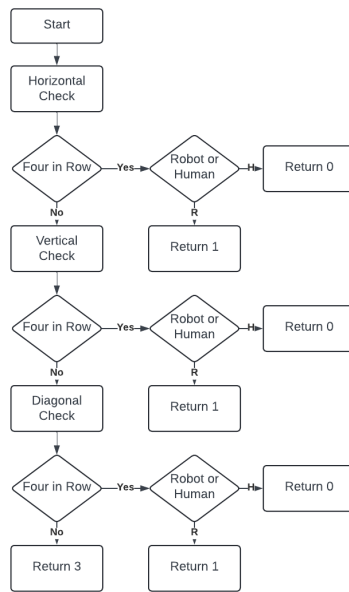 Start
Horizontal
Check
Four in Row
Yes
Robot or
Human
H
Return 0
No
R
Vertical
Check
Return 1
Four in Row
Yes
Robot or
Human
H
Return 0
No
R
Diagonal
Check
Return 1
Four in Row
Yes
Robot or
Human
H
Return 0
No
R
Return 3
Return 1